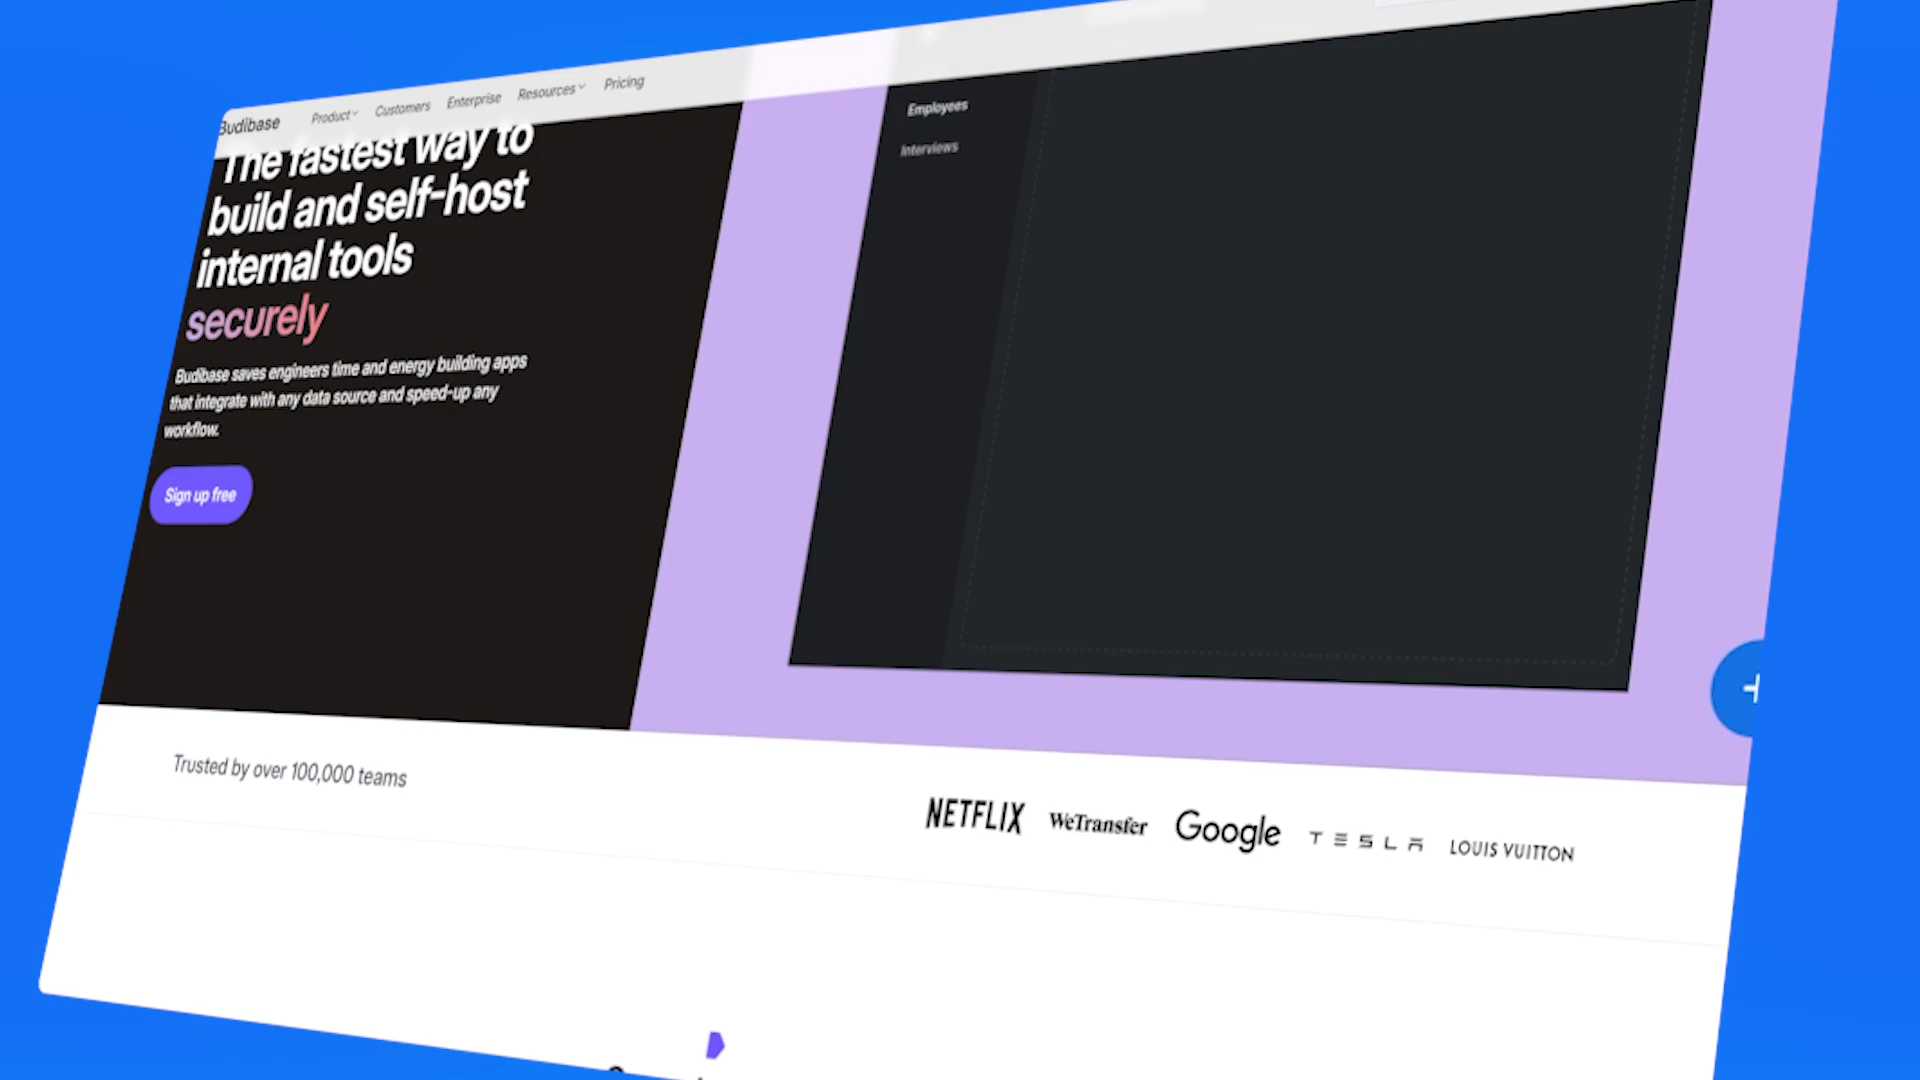 Budibase
Product
Customers
Enterprise
Resources
Pricing
The fastest way to
build and self-host
internal tools
securely
Budibase saves engineers time and energy building apps
that integrate with any data source and speed-up any
workflow.
Sign up free
Employees
Interviews
Trusted by over 100,000 teams
NETFLIX
WeTransfer
Google
TESLA
LOUIS VUITTON